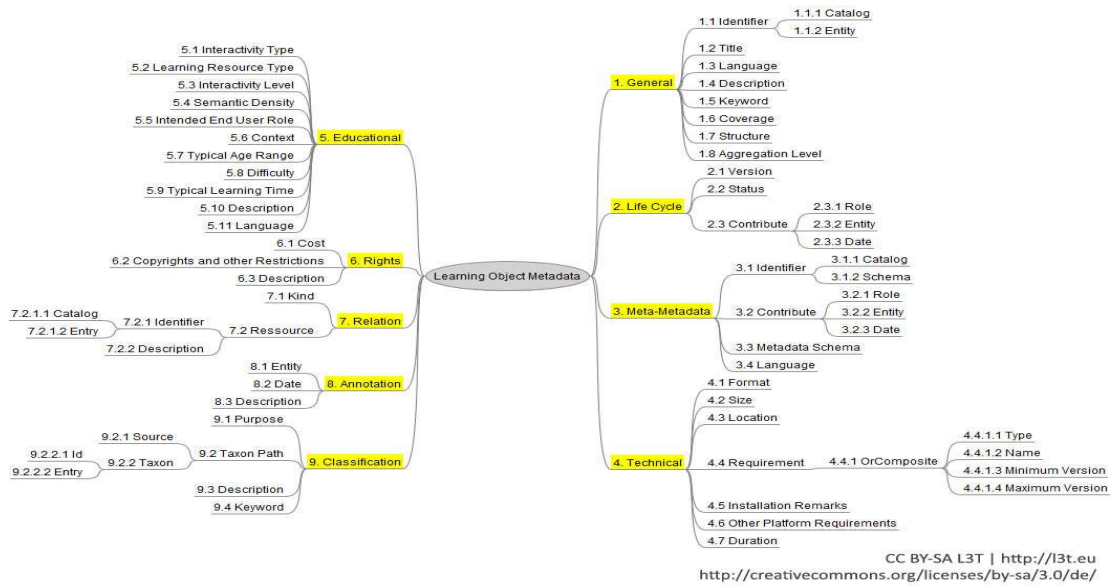 Learning Object Metadata
1. General
1.1 Identifier
1.1.1 Catalog
1.1.2 Entity
1.2 Title
1.3 Language
1.4 Description
1.5 Keyword
1.6 Coverage
1.7 Structure
1.8 Aggregation Level
2. Life Cycle
2.1 Version
2.2 Status
2.3 Contribute
2.3.1 Role
2.3.2 Entity
2.3.3 Date
3. Meta-Metadata
3.1 Identifier
3.1.1 Catalog
3.1.2 Schema
3.2 Contribute
3.2.1 Role
3.2.2 Entity
3.2.3 Date
3.3 Metadata Schema
3.4 Language
4. Technical
4.1 Format
4.2 Size
4.3 Location
4.4 Requirement
4.4.1 OrComposite
4.4.1.1 Type
4.4.1.2 Name
4.4.1.3 Minimum Version
4.4.1.4 Maximum Version
4.5 Installation Remarks
4.6 Other Platform Requirements
4.7 Duration
5. Educational
5.1 Interactivity Type
5.2 Learning Resource Type
5.3 Interactivity Level
5.4 Semantic Density
5.5 Intended End User Role
5.6 Context
5.7 Typical Age Range
5.8 Difficulty
5.9 Typical Learning Time
5.10 Description
5.11 Language
6. Rights
6.1 Cost
6.2 Copyrights and other Restrictions
6.3 Description
7. Relation
7.1 Kind
7.2 Ressource
7.2.1 Identifier
7.2.1.1 Catalog
7.2.1.2 Entry
7.2.2 Description
8. Annotation
8.1 Entity
8.2 Date
8.3 Description
9. Classification
9.1 Purpose
9.2 Taxon Path
9.2.1 Source
9.2.2 Taxon
9.2.2.1 Id
9.2.2.2 Entry
9.3 Description
9.4 Keyword
CC BY-SA L3T | http://l3t.eu
http://creativecommons.org/licenses/by-sa/3.0/de/